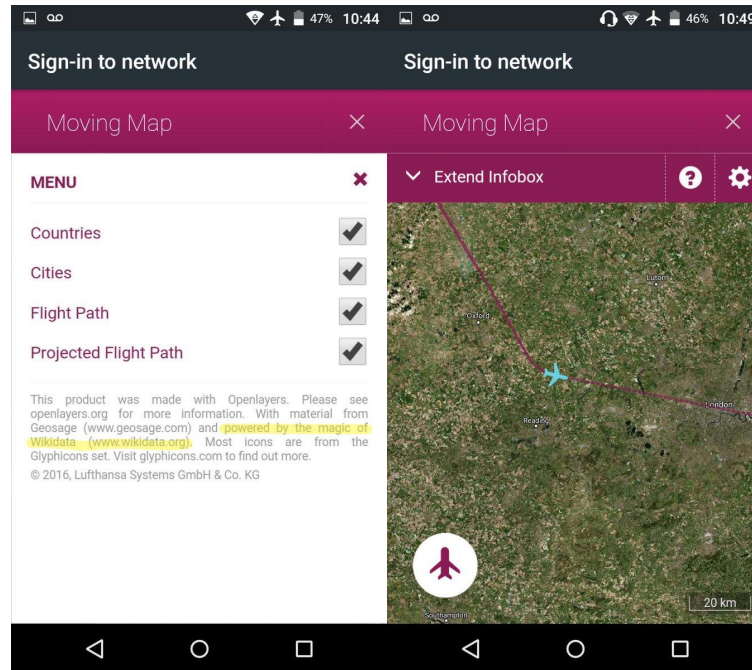 47% 10:44
Sign-in to network
Moving Map
MENU
Countries
Cities
Flight Path
Projected Flight Path
This product was made with Openlayers. Please see
openlayers.org for more information. With material from
Geosage (www.geosage.com) and powered by the magic of
Wikidata (www.wikidata.org). Most icons are from the
Glyphicons set. Visit glyphicons.com to find out more.
© 2016, Lufthansa Systems GmbH & Co. KG
46% 10:49
Sign-in to network
Moving Map
Extend Infobox
Luton
Oxford
London
Reading
20 km
Southampton